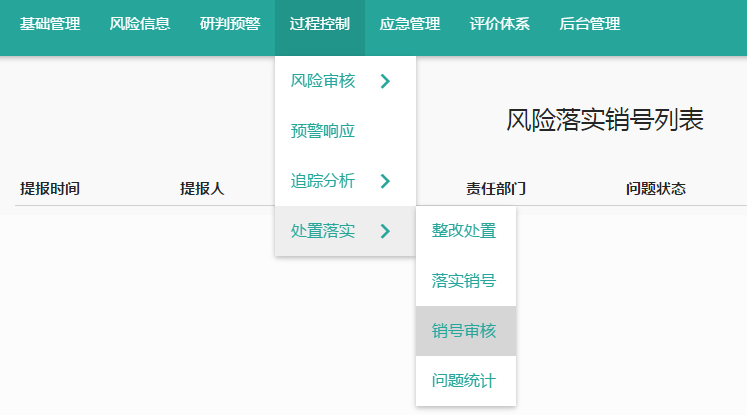 基础管理 风险信息 研判预警 过程控制 应急管理 评价体系 后台管理
风险审核
预警响应
追踪分析
处置落实
整改处置
落实销号
销号审核
问题统计
风险落实销号列表
提报时间 提报人 责任部门 问题状态